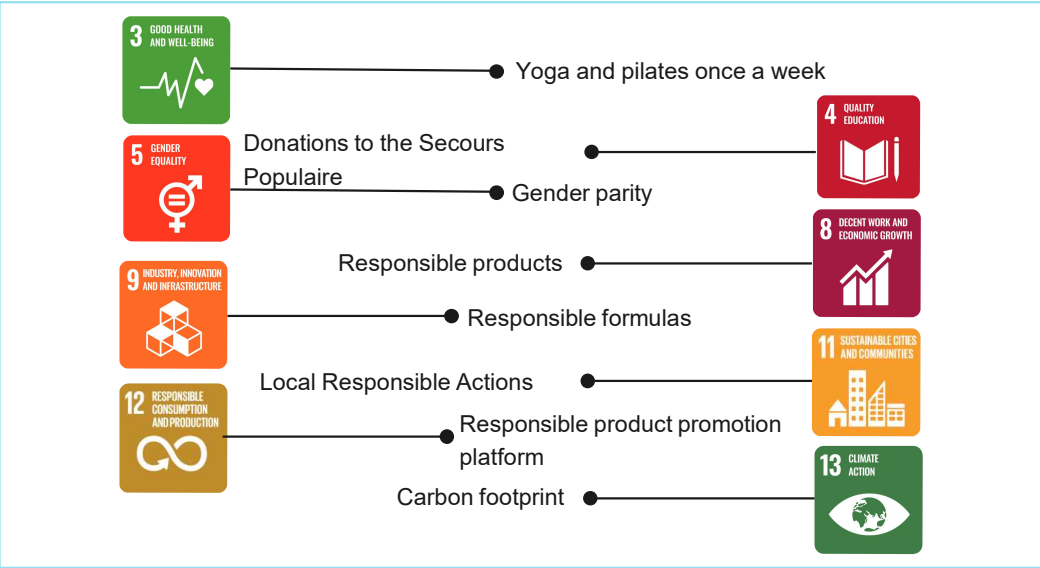 3 GOOD HEALTH
AND WELL-BEING
Yoga and pilates once a week
4 QUALITY
EDUCATION
Donations to the Secours
Populaire
5 GENDER
EQUALITY
Gender parity
8 DECENT WORK AND
ECONOMIC GROWTH
Responsible products
9 INDUSTRY, INNOVATION
AND INFRASTRUCTURE
Responsible formulas
11 SUSTAINABLE CITIES
AND COMMUNITIES
Local Responsible Actions
12 RESPONSIBLE
CONSUMPTION
AND PRODUCTION
Responsible product promotion
platform
13 CLIMATE
ACTION
Carbon footprint